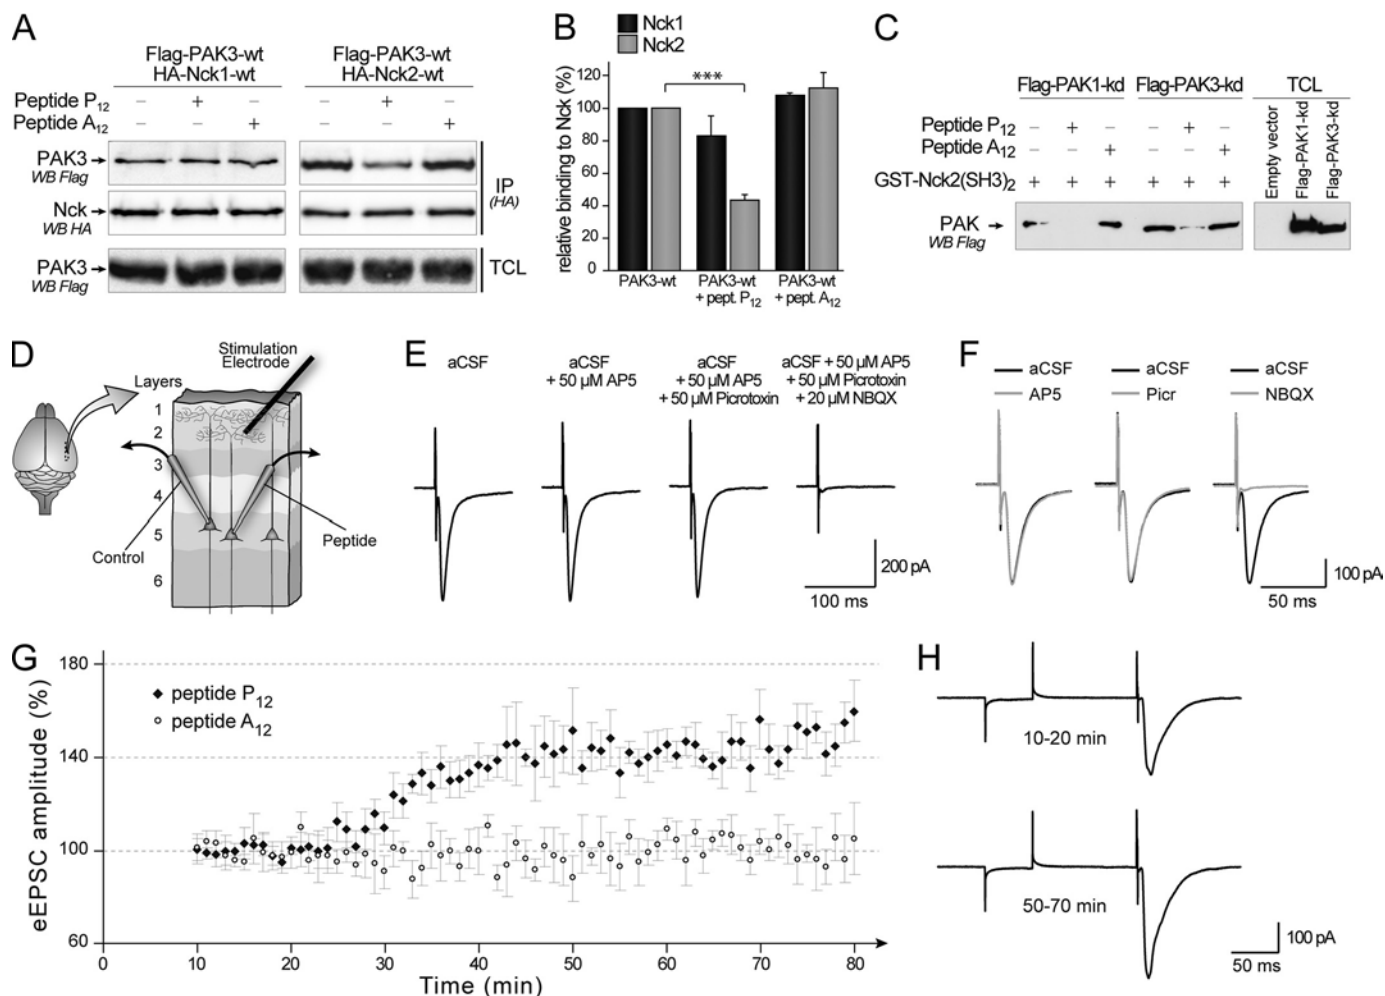 A
Flag-PAK3-wt
HA-Nck1-wt
Flag-PAK3-wt
HA-Nck2-wt
Peptide P12 – + – – + –
Peptide A12 – – + – – +
PAK3
WB Flag
Nck
WB HA
IP
(HA)
PAK3
WB Flag
TCL
B
Nck1
Nck2
relative binding to Nck (%)
120
100
80
60
40
20
0
***
PAK3-wt
PAK3-wt
+ pept. P12
PAK3-wt
+ pept. A12
C
Flag-PAK1-kd Flag-PAK3-kd TCL
Peptide P12 – + – – + –
Peptide A12 – – + – – +
GST-Nck2(SH3)2 + + + + + +
Empty vector
Flag-PAK1-kd
Flag-PAK3-kd
PAK
WB Flag
D
Stimulation
Electrode
Layers
1
2
3
4
5
6
Control
Peptide
E
aCSF
aCSF
+ 50 µM AP5
aCSF
+ 50 µM AP5
+ 50 µM Picrotoxin
aCSF + 50 µM AP5
+ 50 µM Picrotoxin
+ 20 µM NBQX
200 pA
100 ms
F
aCSF
AP5
aCSF
Picr
aCSF
NBQX
100 pA
50 ms
G
eEPSC amplitude (%)
180
140
100
60
peptide P12
peptide A12
0 10 20 30 40 50 60 70 80
Time (min)
H
10-20 min
50-70 min
100 pA
50 ms